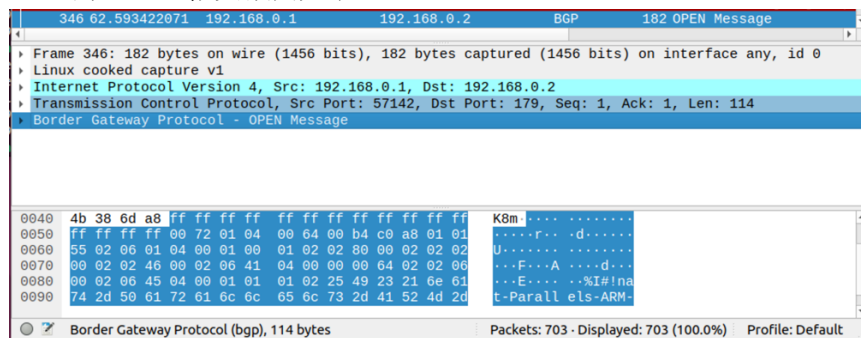 346 62.593422071 192.168.0.1 192.168.0.2 BGP 182 OPEN Message
Frame 346: 182 bytes on wire (1456 bits), 182 bytes captured (1456 bits) on interface any, id 0
Linux cooked capture v1
Internet Protocol Version 4, Src: 192.168.0.1, Dst: 192.168.0.2
Transmission Control Protocol, Src Port: 57142, Dst Port: 179, Seq: 1, Ack: 1, Len: 114
Border Gateway Protocol - OPEN Message
0040 4b 38 6d a8 ff ff ff ff ff ff ff ff ff ff ff ff K8m· ···· ········
0050 ff ff ff ff 00 72 01 04 00 64 00 b4 c0 a8 01 01 ·····r·· ·d······
0060 55 02 06 01 04 00 01 00 01 02 02 80 00 02 02 02 U······· ········
0070 00 02 02 46 00 02 06 41 04 00 00 00 64 02 02 06 ···F···A ····d···
0080 00 02 06 45 04 00 01 01 01 02 25 49 23 21 6e 61 ···E···· ··%I#!na
0090 74 2d 50 61 72 61 6c 6c 65 6c 73 2d 41 52 4d 2d t-Parall els-ARM-
Border Gateway Protocol (bgp), 114 bytes Packets: 703 · Displayed: 703 (100.0%) Profile: Default